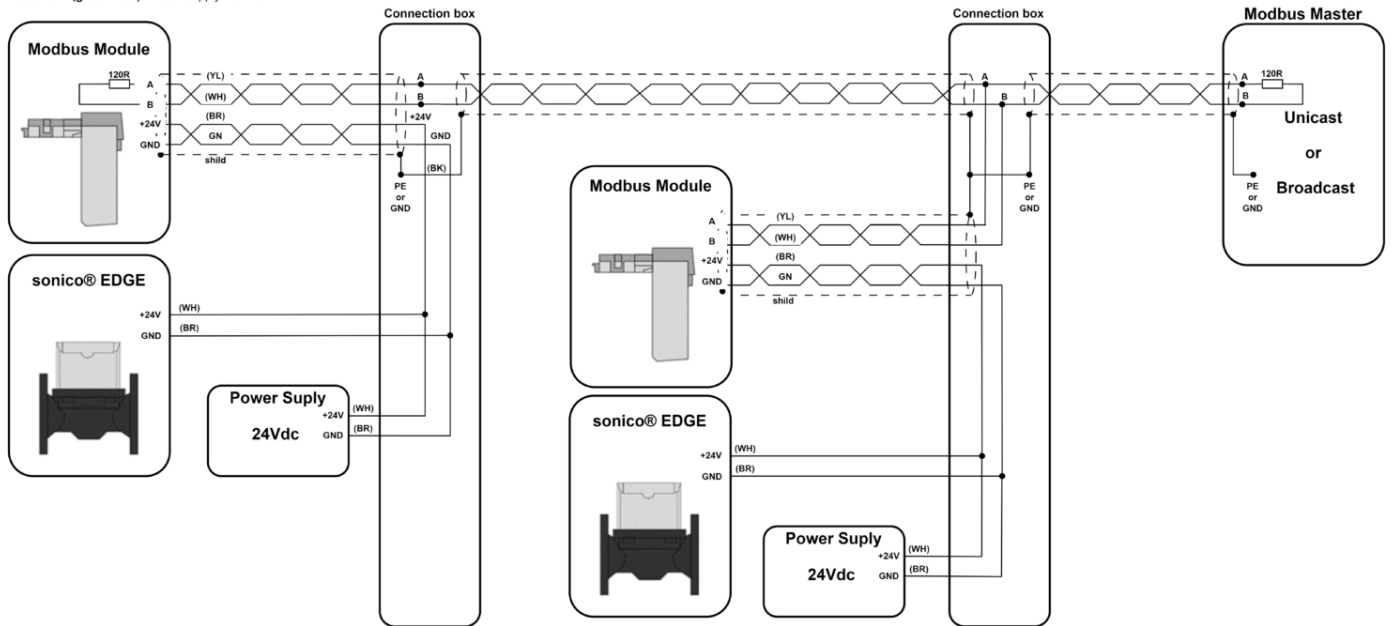 Connection box
Connection box
Modbus Master
Modbus Module
120R
A
(YL)
B
(WH)
+24V
(BR)
GND
GN
shild
A
B
+24V
GND
(BK)
PE
or
GND
sonico® EDGE
+24V
(WH)
GND
(BR)
Power Suply
24Vdc
+24V
(WH)
GND
(BR)
Modbus Module
A
(YL)
B
(WH)
+24V
(BR)
GND
GN
shild
A
B
PE
or
GND
sonico® EDGE
+24V
(WH)
GND
(BR)
Power Suply
24Vdc
+24V
(WH)
GND
(BR)
A
120R
B
Unicast
or
Broadcast
PE
or
GND